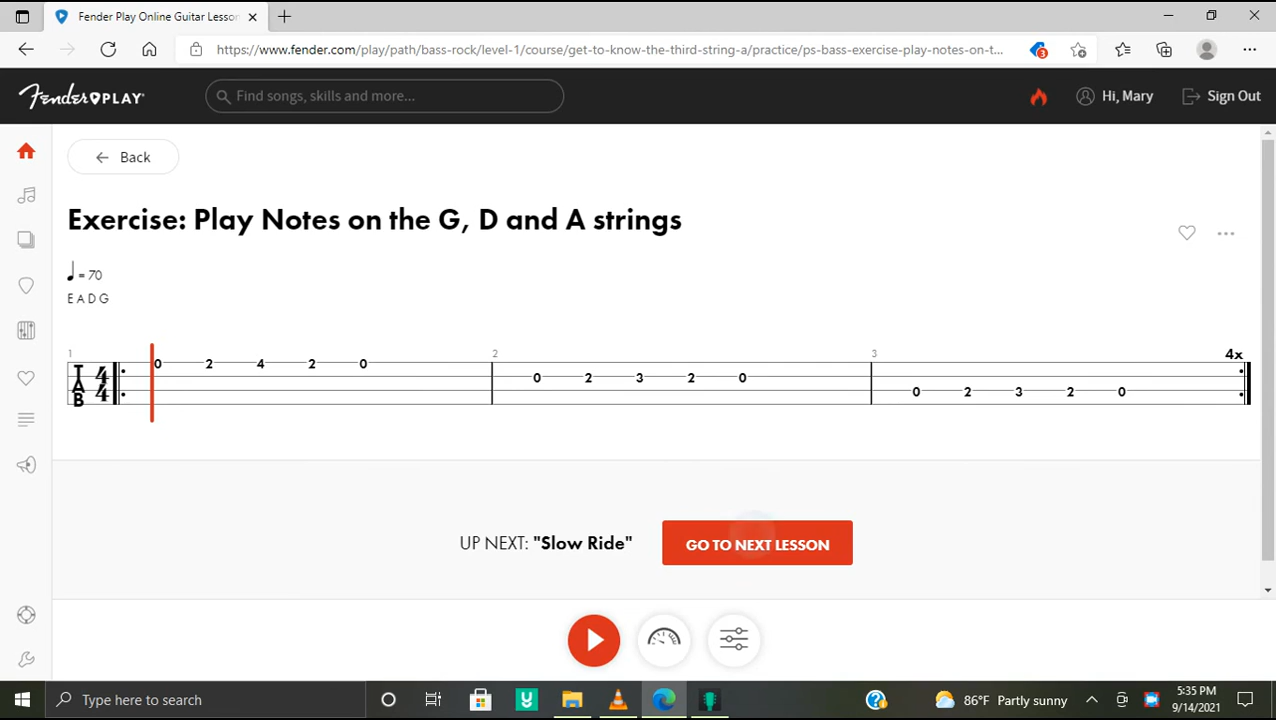 Fender Play Online Guitar Lesson
https://www.fender.com/play/path/bass-rock/level-1/course/get-to-know-the-third-string-a/practice/ps-bass-exercise-play-notes-on-t...
3
Fender PLAY
Find songs, skills and more...
Hi, Mary
Sign Out
Back
Exercise: Play Notes on the G, D and A strings
= 70
E A D G
1 2 3 4x
T A B 4 4
0 2 4 2 0
0 2 3 2 0
0 2 3 2 0
UP NEXT: "Slow Ride"
GO TO NEXT LESSON
Type here to search
86°F Partly sunny
5:35 PM
9/14/2021